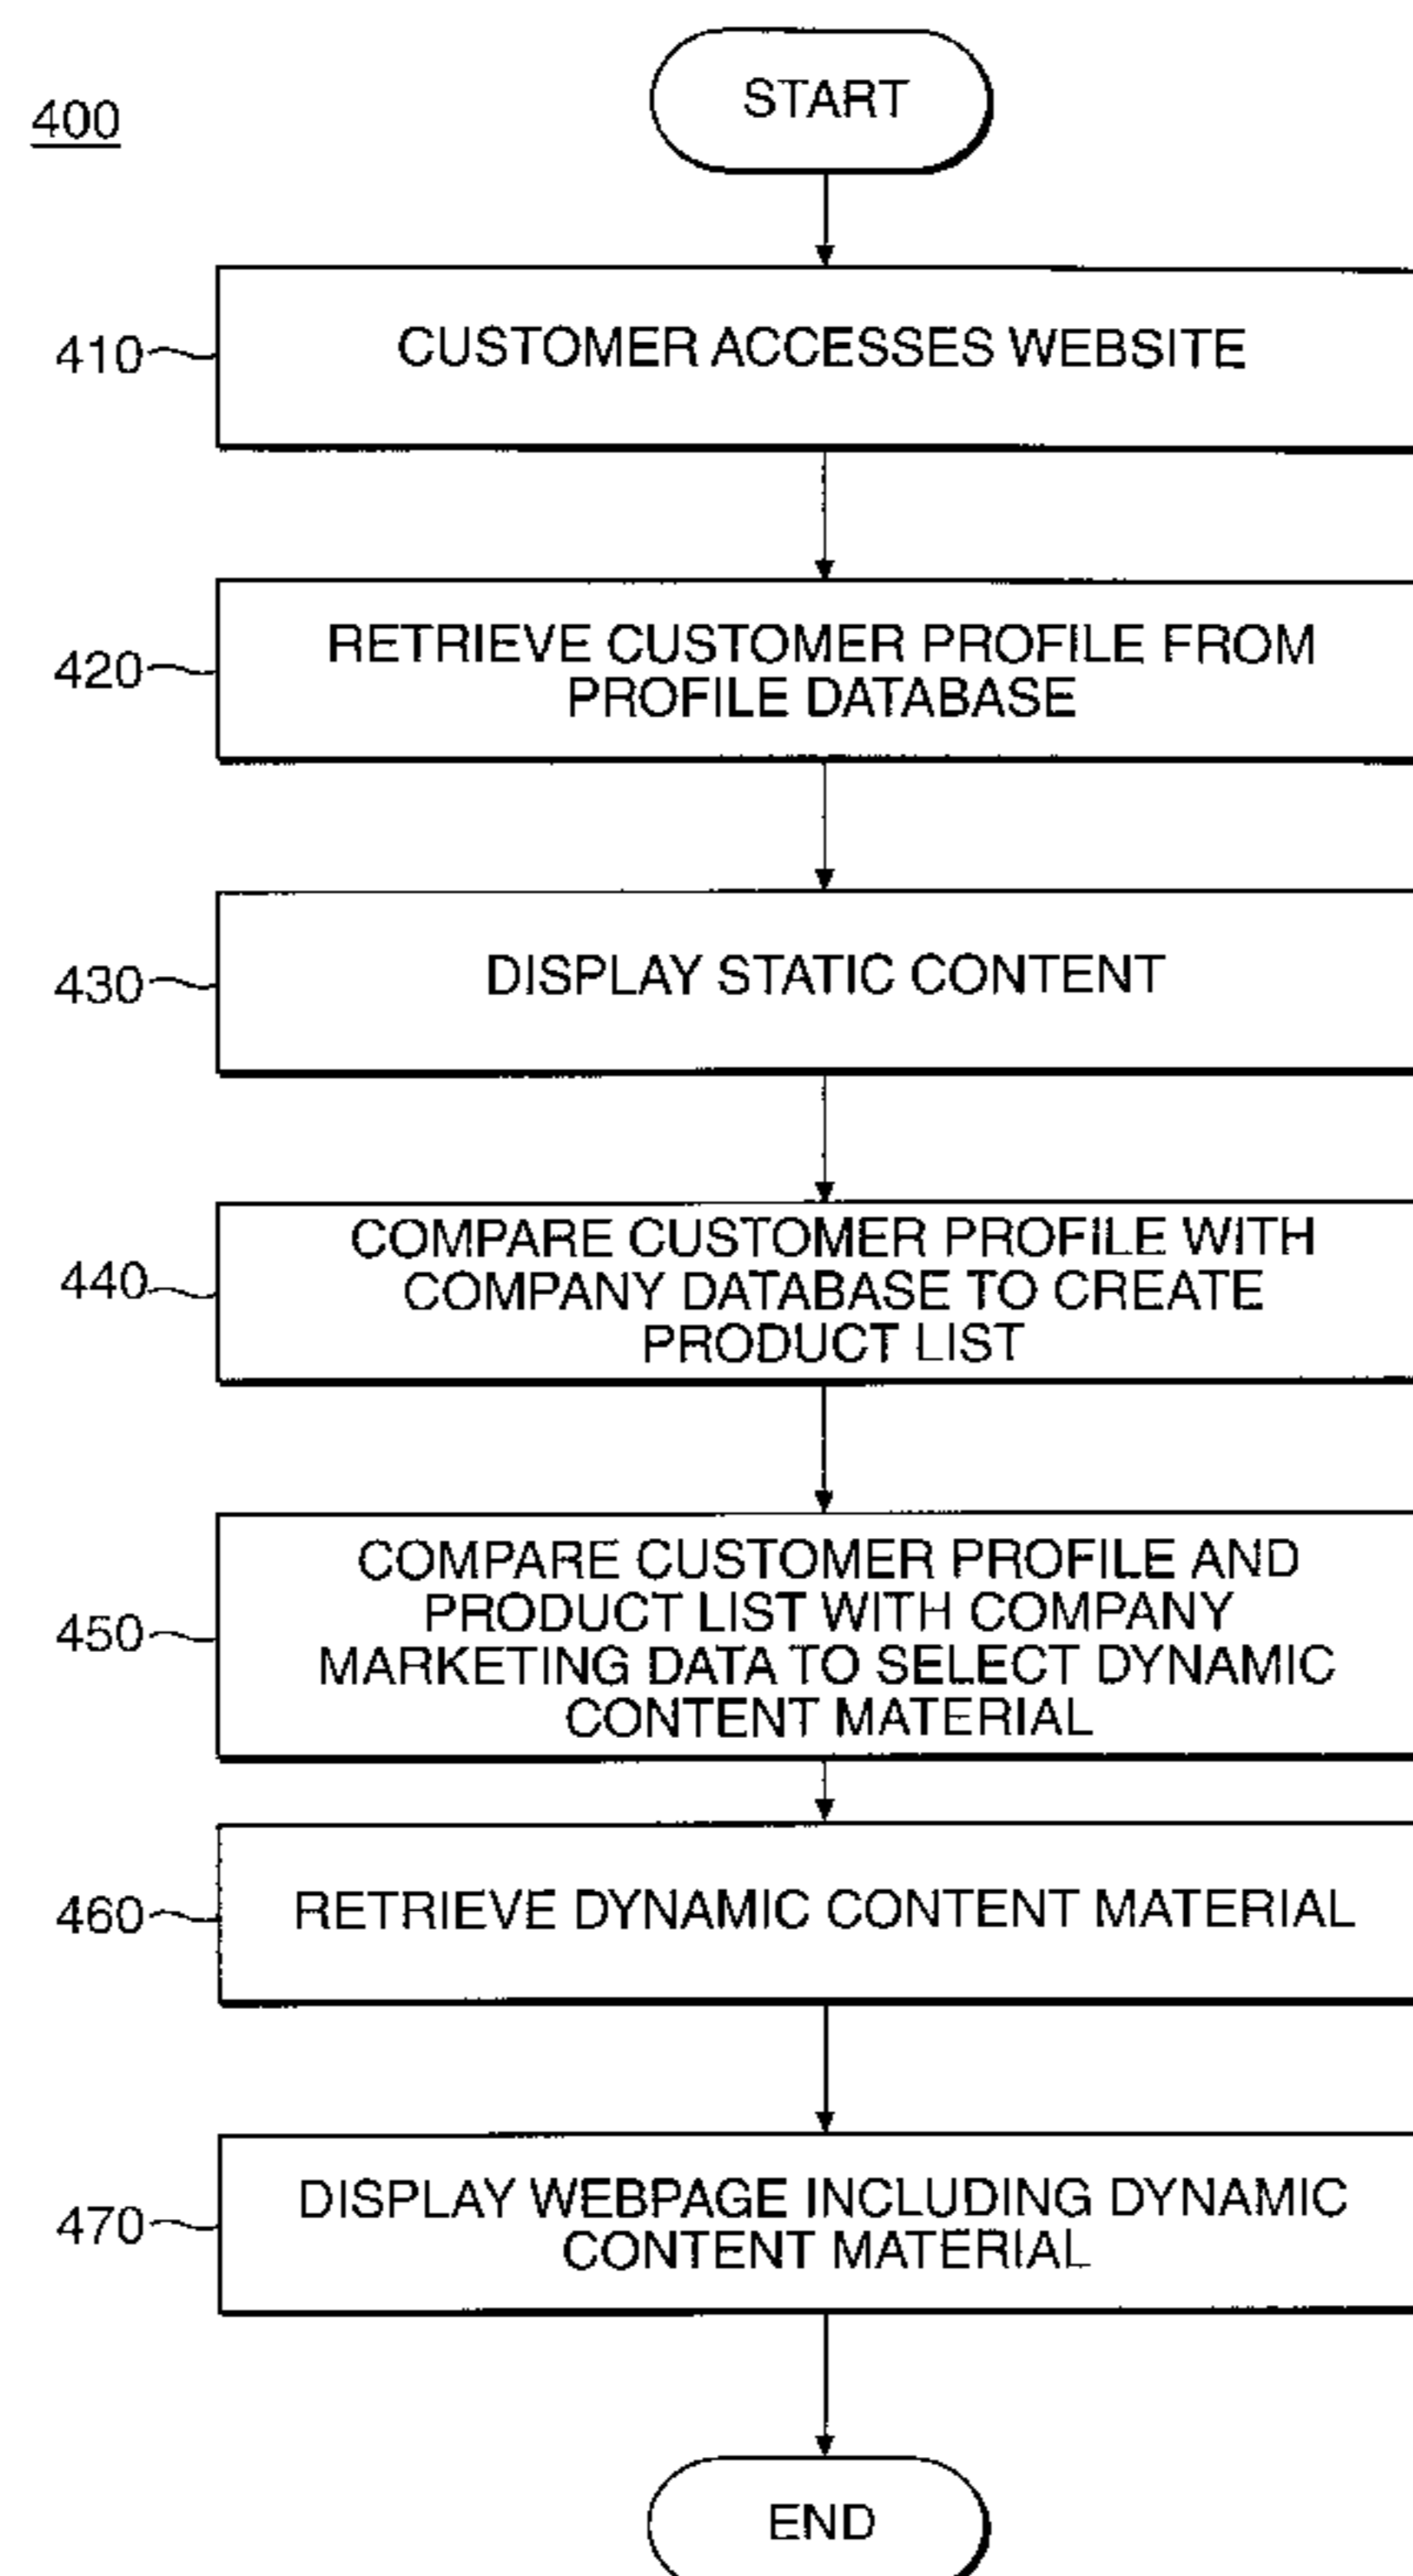 400
START
410
CUSTOMER ACCESSES WEBSITE
420
RETRIEVE CUSTOMER PROFILE FROM
PROFILE DATABASE
430
DISPLAY STATIC CONTENT
440
COMPARE CUSTOMER PROFILE WITH
COMPANY DATABASE TO CREATE
PRODUCT LIST
450
COMPARE CUSTOMER PROFILE AND
PRODUCT LIST WITH COMPANY
MARKETING DATA TO SELECT DYNAMIC
CONTENT MATERIAL
460
RETRIEVE DYNAMIC CONTENT MATERIAL
470
DISPLAY WEBPAGE INCLUDING DYNAMIC
CONTENT MATERIAL
END